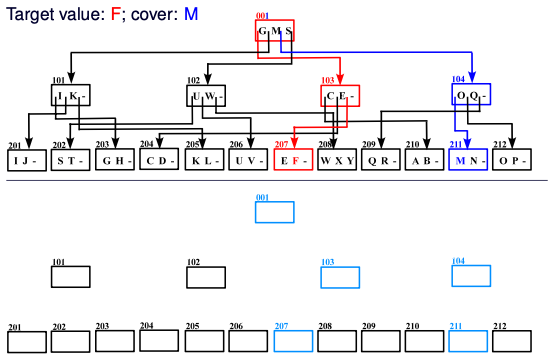 Target value: F; cover: M
001
G M S
101 102 103 104
I K - U W - C E - O Q -
201 202 203 204 205 206 207 208 209 210 211 212
I J - S T - G H - C D - K L - U V - E F - W X Y Q R - A B - M N - O P -
001
101 102 103 104
201 202 203 204 205 206 207 208 209 210 211 212